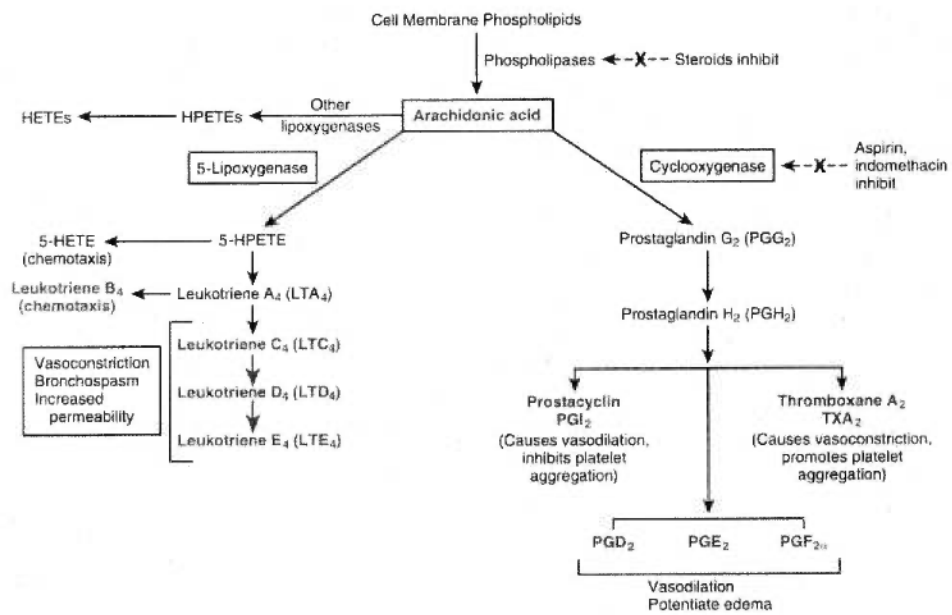 Cell Membrane Phospholipids
Phospholipases
X
Steroids inhibit
HETEs
HPETEs
Other
lipoxygenases
Arachidonic acid
5-Lipoxygenase
Cyclooxygenase
X
Aspirin,
indomethacin
inhibit
5-HETE
(chemotaxis)
5-HPETE
Prostaglandin G₂ (PGG₂)
Leukotriene B₄
(chemotaxis)
Leukotriene A₄ (LTA₄)
Prostaglandin H₂ (PGH₂)
Vasoconstriction
Bronchospasm
Increased
permeability
Leukotriene C₄ (LTC₄)
Leukotriene D₄ (LTD₄)
Leukotriene E₄ (LTE₄)
Prostacyclin
PGI₂
(Causes vasodilation,
inhibits platelet
aggregation)
Thromboxane A₂
TXA₂
(Causes vasoconstriction,
promotes platelet
aggregation)
PGD₂ PGE₂ PGF₂α
Vasodilation
Potentiate edema